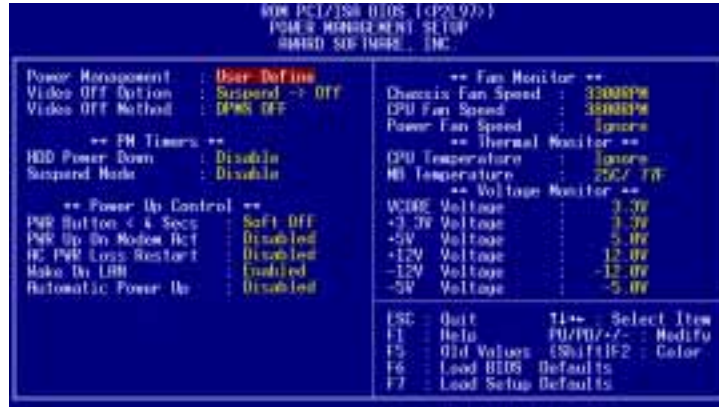 ROM PCI/ISA BIOS (<P2L97>)
POWER MANAGEMENT SETUP
AWARD SOFTWARE, INC.
Power Management : User Define
Video Off Option : Suspend -> Off
Video Off Method : DPMS OFF
** PM Timers **
HDD Power Down : Disable
Suspend Mode : Disable
** Power Up Control **
PWR Button < 4 Secs : Soft Off
PWR Up On Modem Act : Disabled
AC PWR Loss Restart : Disabled
Wake On LAN : Enabled
Automatic Power Up : Disabled
** Fan Monitor **
Chassis Fan Speed : 3300RPM
CPU Fan Speed : 3800RPM
Power Fan Speed : Ignore
** Thermal Monitor **
CPU Temperature : Ignore
MB Temperature : 25C/ 77F
** Voltage Monitor **
VCORE Voltage : 3.3V
+3.3V Voltage : 3.3V
+5V Voltage : 5.0V
+12V Voltage : 12.0V
-12V Voltage : -12.0V
-5V Voltage : -5.0V
ESC : Quit ↑↓→← : Select Item
F1 : Help PU/PD/+/- : Modify
F5 : Old Values (Shift)F2 : Color
F6 : Load BIOS Defaults
F7 : Load Setup Defaults